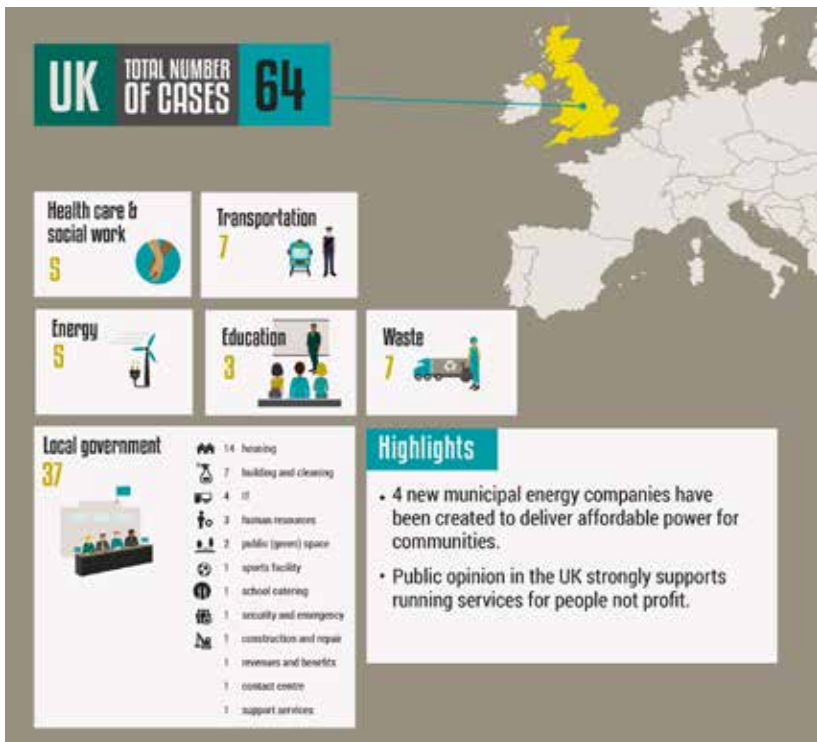 UK
TOTAL NUMBER
OF CASES
64
Health care &
social work
5
Transportation
7
Energy
5
Education
3
Waste
7
Local government
37
14 housing
7 building and cleaning
4 IT
3 human resources
2 public (green) space
1 sports facility
1 school catering
1 security and emergency
1 construction and repair
1 revenues and benefits
1 contact centre
1 support services
Highlights
• 4 new municipal energy companies have
been created to deliver affordable power for
communities.
• Public opinion in the UK strongly supports
running services for people not profit.